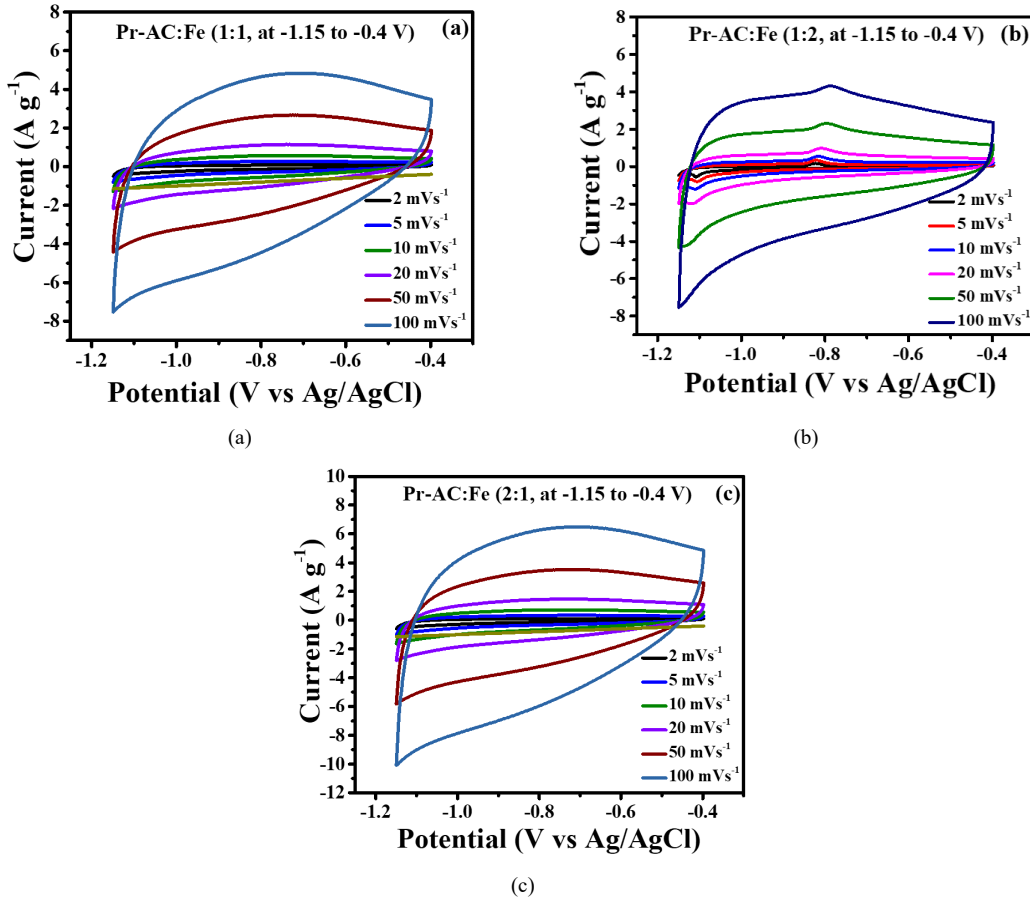 Pr-AC:Fe (1:1, at -1.15 to -0.4 V) (a)
8
6
4
2
0
-2
-4
-6
-8
Current (A g⁻¹)
2 mVs⁻¹
5 mVs⁻¹
10 mVs⁻¹
20 mVs⁻¹
50 mVs⁻¹
100 mVs⁻¹
-1.2 -1.0 -0.8 -0.6 -0.4
Potential (V vs Ag/AgCl)
(a)
Pr-AC:Fe (1:2, at -1.15 to -0.4 V) (b)
8
6
4
2
0
-2
-4
-6
-8
Current (A g⁻¹)
2 mVs⁻¹
5 mVs⁻¹
10 mVs⁻¹
20 mVs⁻¹
50 mVs⁻¹
100 mVs⁻¹
-1.2 -1.0 -0.8 -0.6 -0.4
Potential (V vs Ag/AgCl)
(b)
Pr-AC:Fe (2:1, at -1.15 to -0.4 V) (c)
10
8
6
4
2
0
-2
-4
-6
-8
-10
-12
Current (A g⁻¹)
2 mVs⁻¹
5 mVs⁻¹
10 mVs⁻¹
20 mVs⁻¹
50 mVs⁻¹
100 mVs⁻¹
-1.2 -1.0 -0.8 -0.6 -0.4
Potential (V vs Ag/AgCl)
(c)